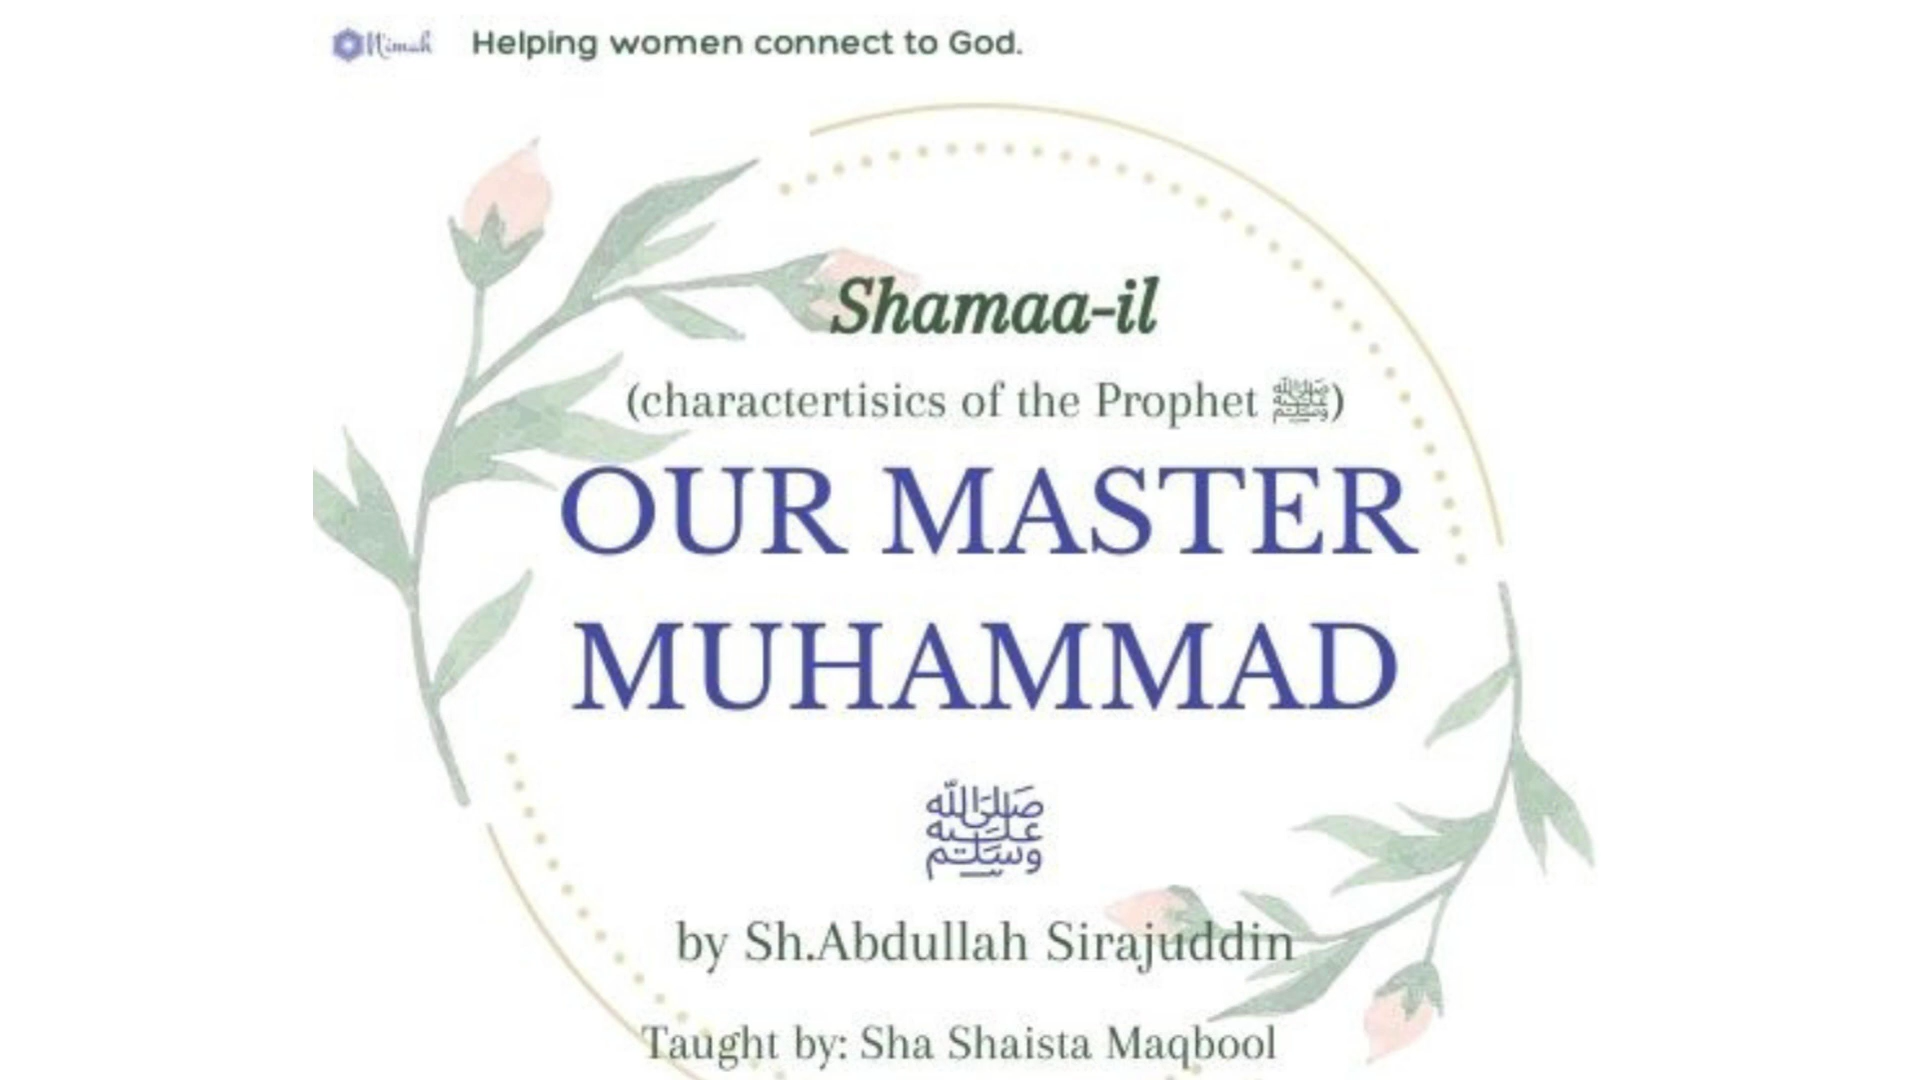 Nimah Helping women connect to God.
Shamaa-il
(charactertisics of the Prophet ﷺ)
OUR MASTER
MUHAMMAD
صلى الله
عليه
وسلم
by Sh.Abdullah Sirajuddin
Taught by: Sha Shaista Maqbool